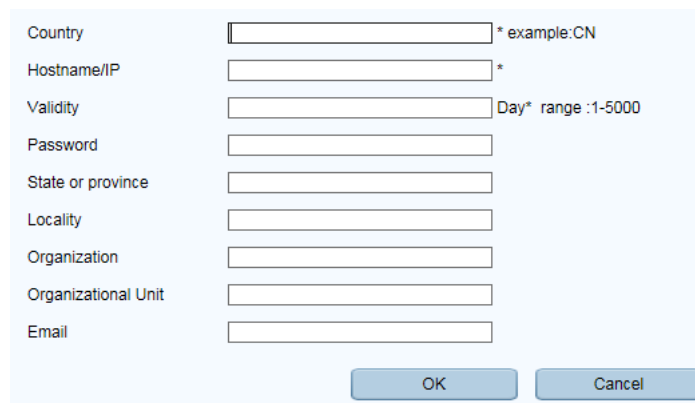 Country * example:CN
Hostname/IP *
Validity Day* range :1-5000
Password
State or province
Locality
Organization
Organizational Unit
Email
OK Cancel